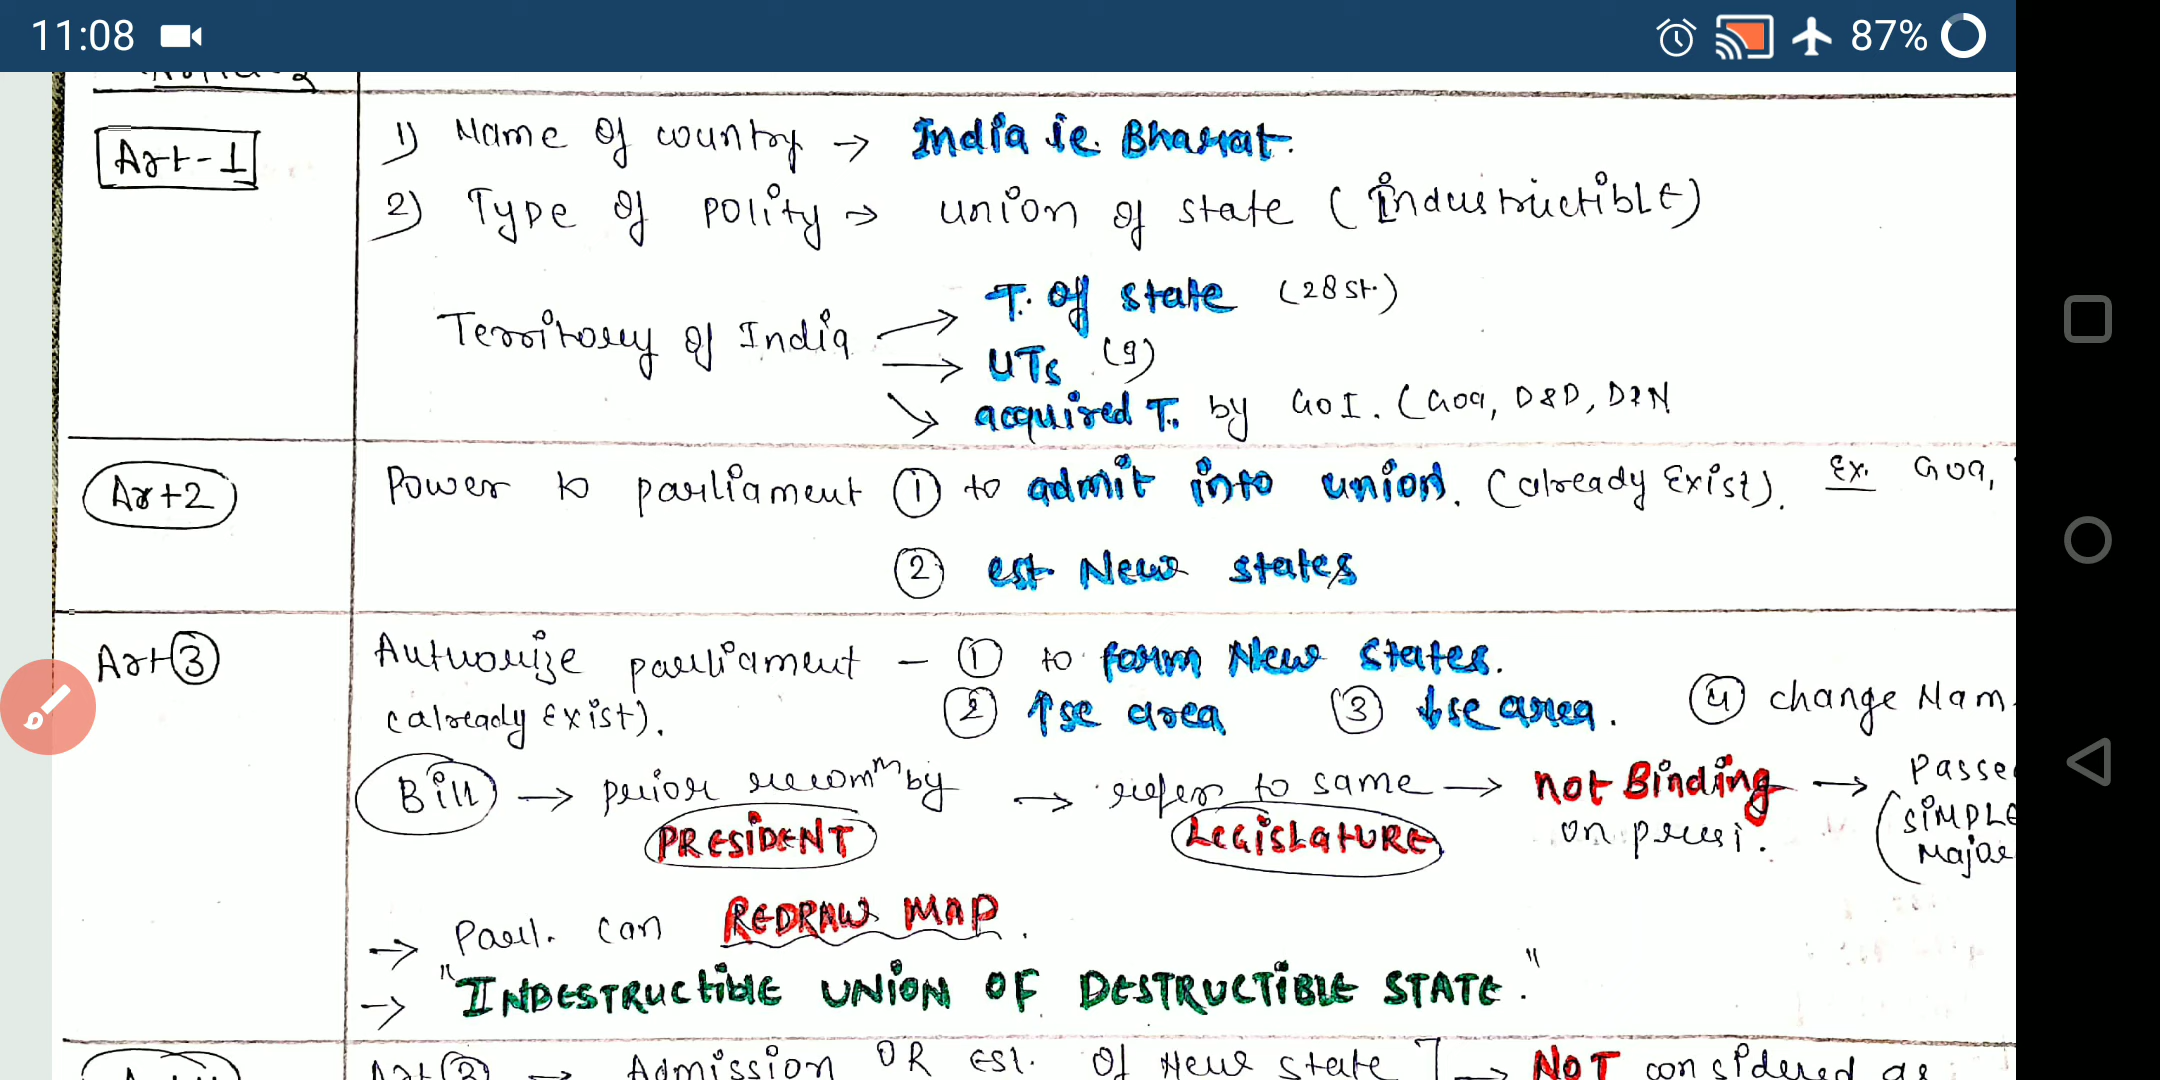 11:08 87%
Art-1
1) Name of country → India ie. Bharat.
2) Type of polity → union of state (industructible)
Territory of India → T. of state (28 st.)
→ UTs (9)
→ acquired T. by GOI. (Goa, D&D, D&N
Art 2
Power to parliament ① to admit into union. (already Exist). Ex. Goa,
② est New states
Art ③
Authorize parliament – ① to form New States.
(already Exist). ② ↑se area ③ ↓se area. ④ change Nam
Bill → prior recomm by PRESIDENT → refer to same LEGISLATURE → not Binding on presi. → Passe (SIMPLE Major
→ Parl. can REDRAW MAP.
→ "INDESTRUctible UNION OF DESTRUCTIBLE STATE."
Art ② → Admission OR Est. Of New state ] → NOT considered as